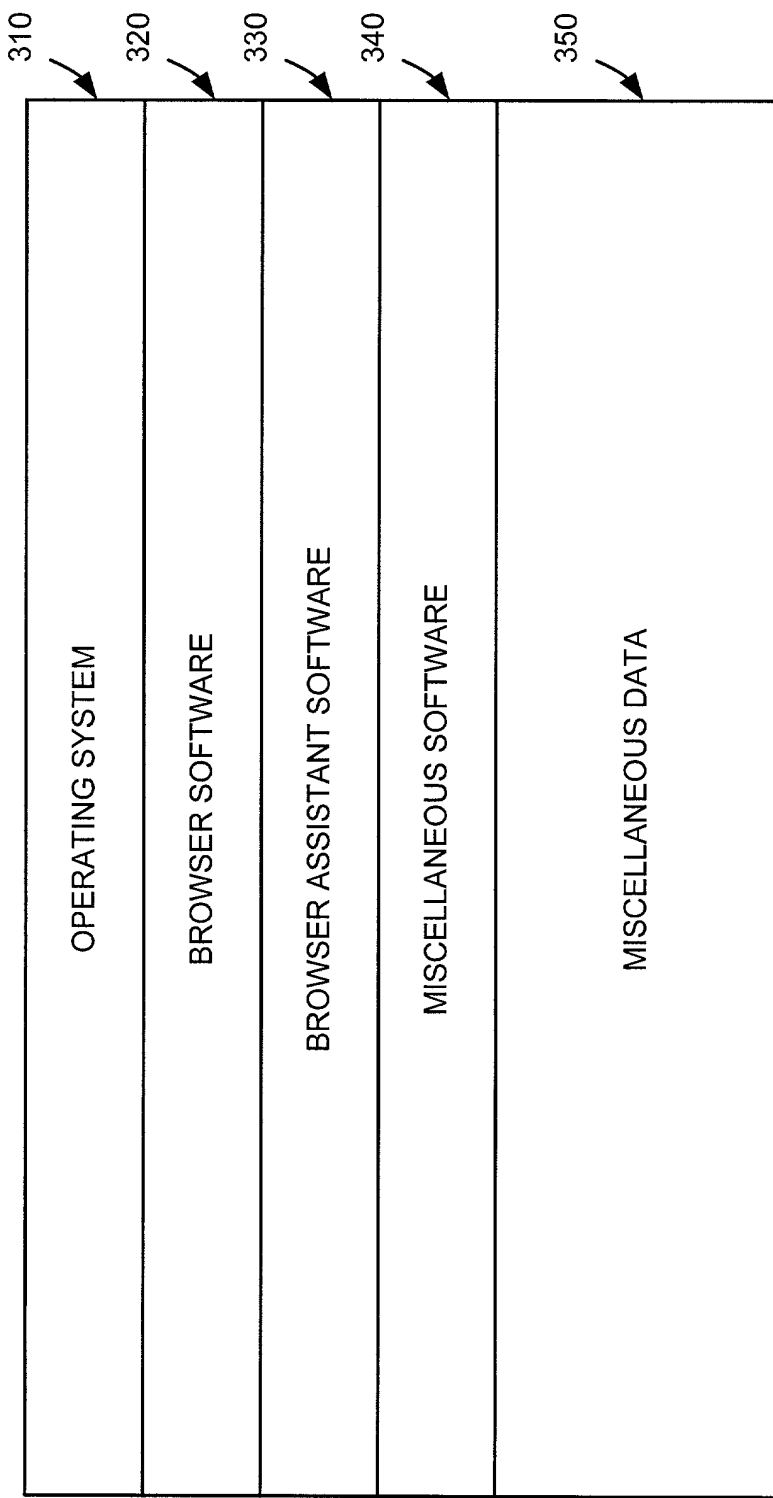 310
OPERATING SYSTEM
320
BROWSER SOFTWARE
330
BROWSER ASSISTANT SOFTWARE
340
MISCELLANEOUS SOFTWARE
350
MISCELLANEOUS DATA